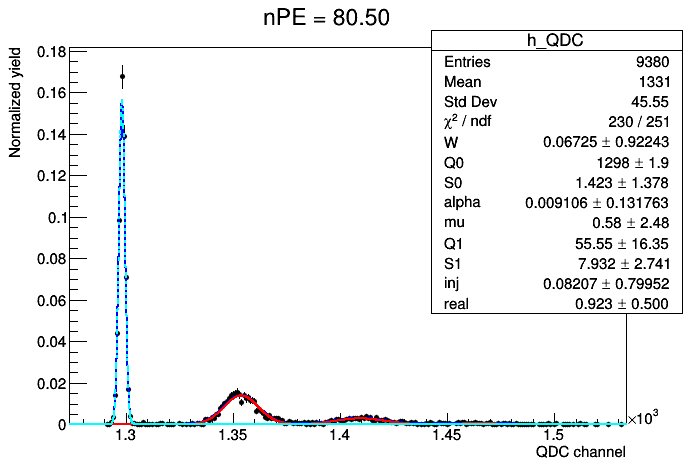 nPE = 80.50
h_QDC
Entries 9380
Mean 1331
Std Dev 45.55
χ² / ndf 230 / 251
W 0.06725 ± 0.92243
Q0 1298 ± 1.9
S0 1.423 ± 1.378
alpha 0.009106 ± 0.131763
mu 0.58 ± 2.48
Q1 55.55 ± 16.35
S1 7.932 ± 2.741
inj 0.08207 ± 0.79952
real 0.923 ± 0.500
Normalized yield
0.18
0.16
0.14
0.12
0.1
0.08
0.06
0.04
0.02
0
1.3 1.35 1.4 1.45 1.5 ×10³
QDC channel